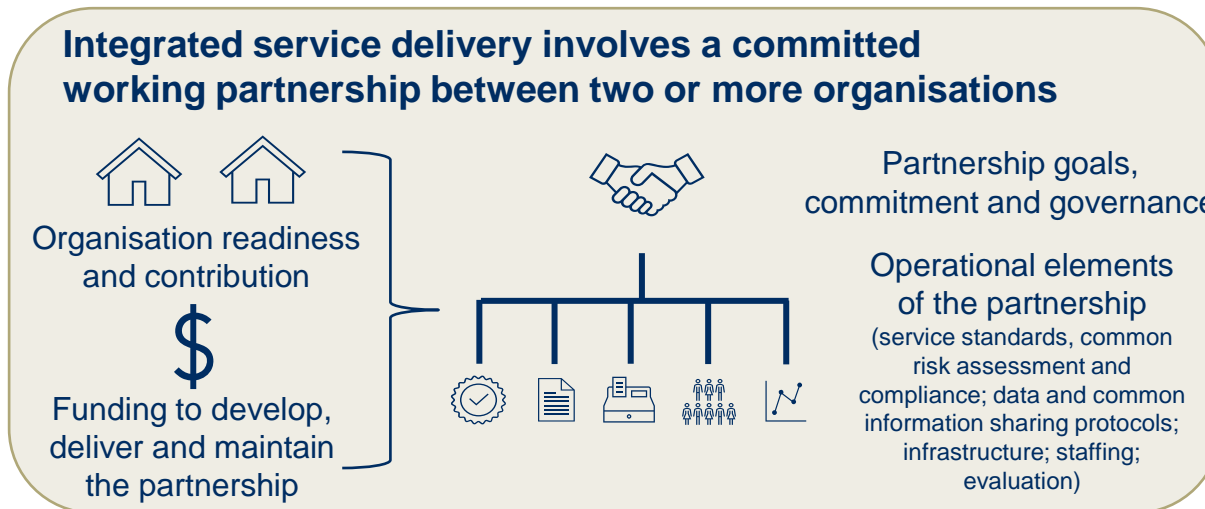 Integrated service delivery involves a committed
working partnership between two or more organisations
Organisation readiness
and contribution
$
Funding to develop,
deliver and maintain
the partnership
Partnership goals,
commitment and governance
Operational elements
of the partnership
(service standards, common
risk assessment and
compliance; data and common
information sharing protocols;
infrastructure; staffing;
evaluation)